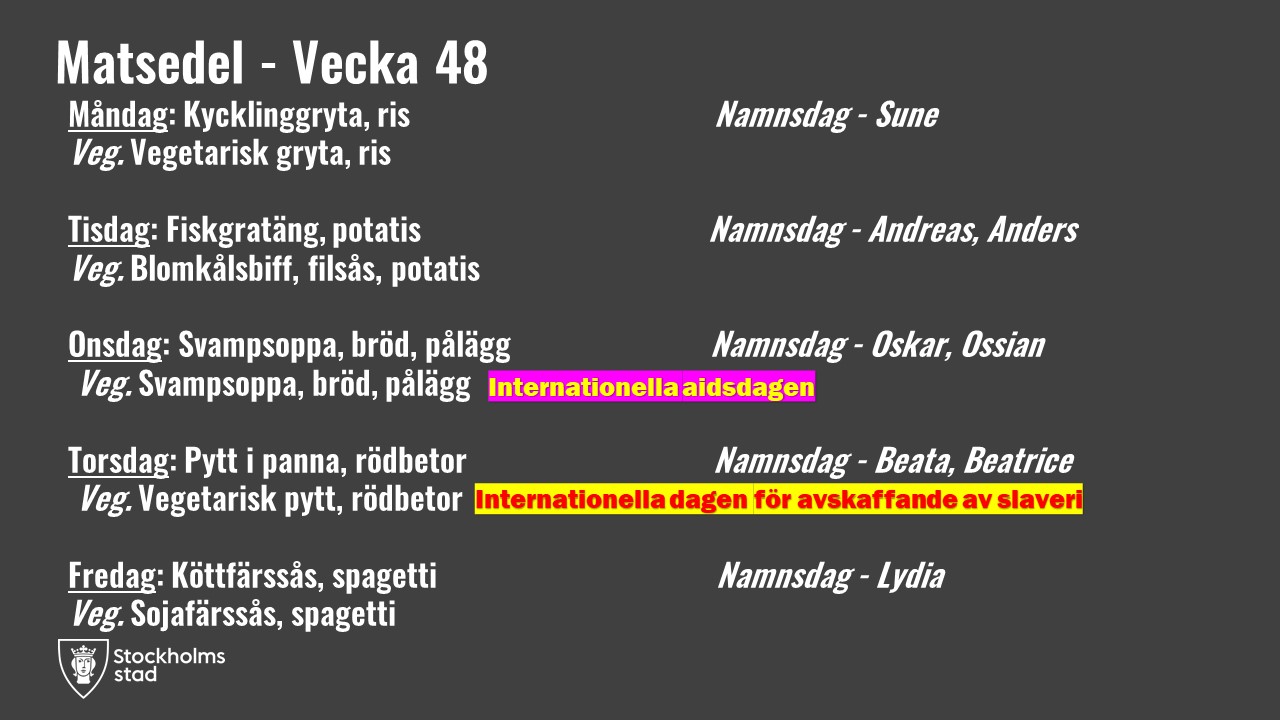 Matsedel - Vecka 48
Måndag: Kycklinggryta, ris Namnsdag - Sune
Veg. Vegetarisk gryta, ris
Tisdag: Fiskgratäng, potatis Namnsdag - Andreas, Anders
Veg. Blomkålsbiff, filsås, potatis
Onsdag: Svampsoppa, bröd, pålägg Namnsdag - Oskar, Ossian
Veg. Svampsoppa, bröd, pålägg Internationella aidsdagen
Torsdag: Pytt i panna, rödbetor Namnsdag - Beata, Beatrice
Veg. Vegetarisk pytt, rödbetor Internationella dagen för avskaffande av slaveri
Fredag: Köttfärssås, spagetti Namnsdag - Lydia
Veg. Sojafärssås, spagetti
Stockholms
stad